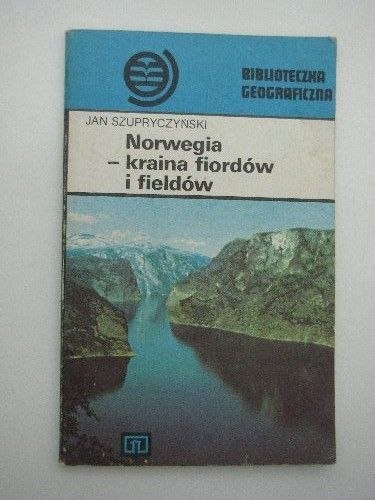 BIBLIOTECZKA
GEOGRAFICZNA
JAN SZUPRYCZYŃSKI
Norwegia
– kraina fiordów
i fieldów